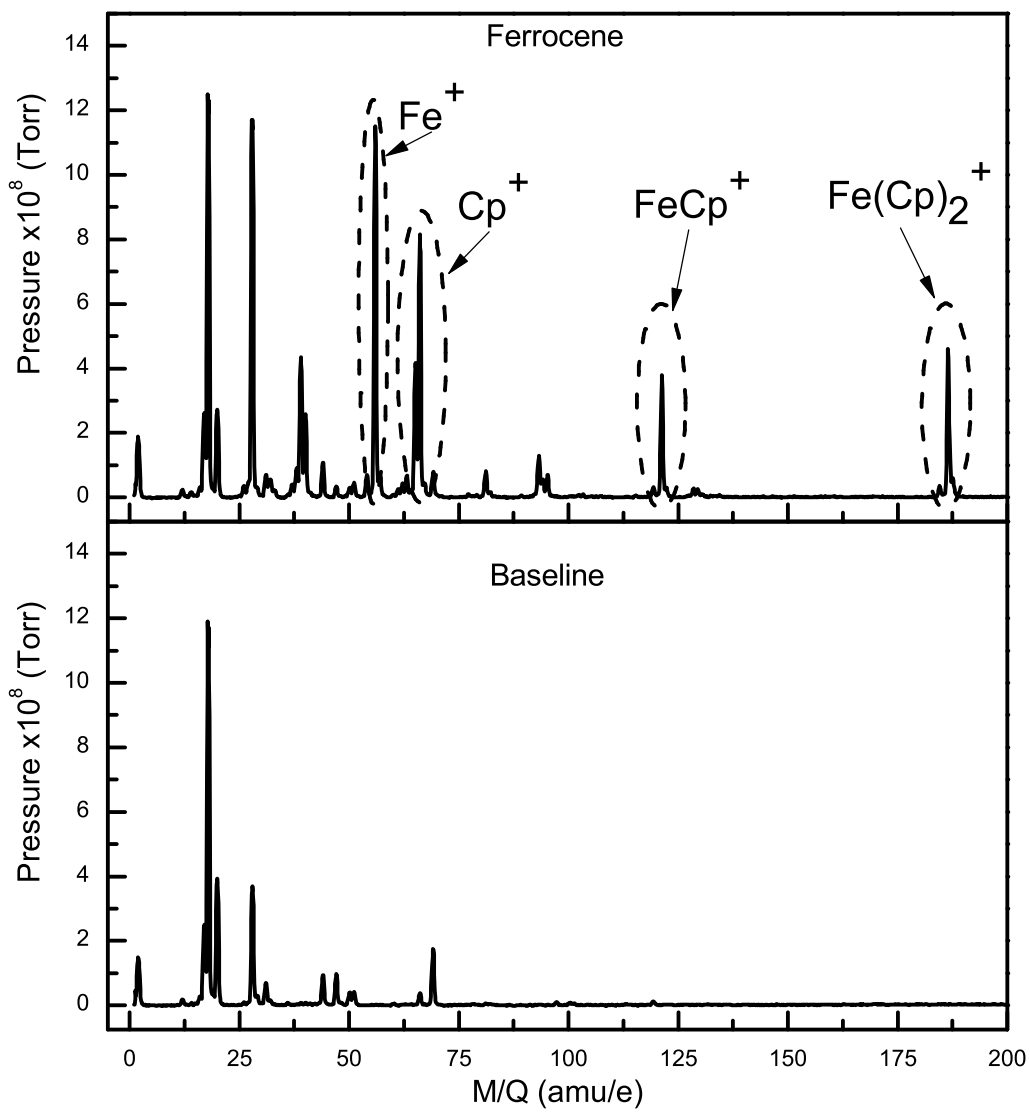 Ferrocene
Fe+
Cp+
FeCp+
Fe(Cp)2+
Pressure x10^8 (Torr)
14
12
10
8
6
4
2
0
Baseline
Pressure x10^8 (Torr)
14
12
10
8
6
4
2
0
0 25 50 75 100 125 150 175 200
M/Q (amu/e)